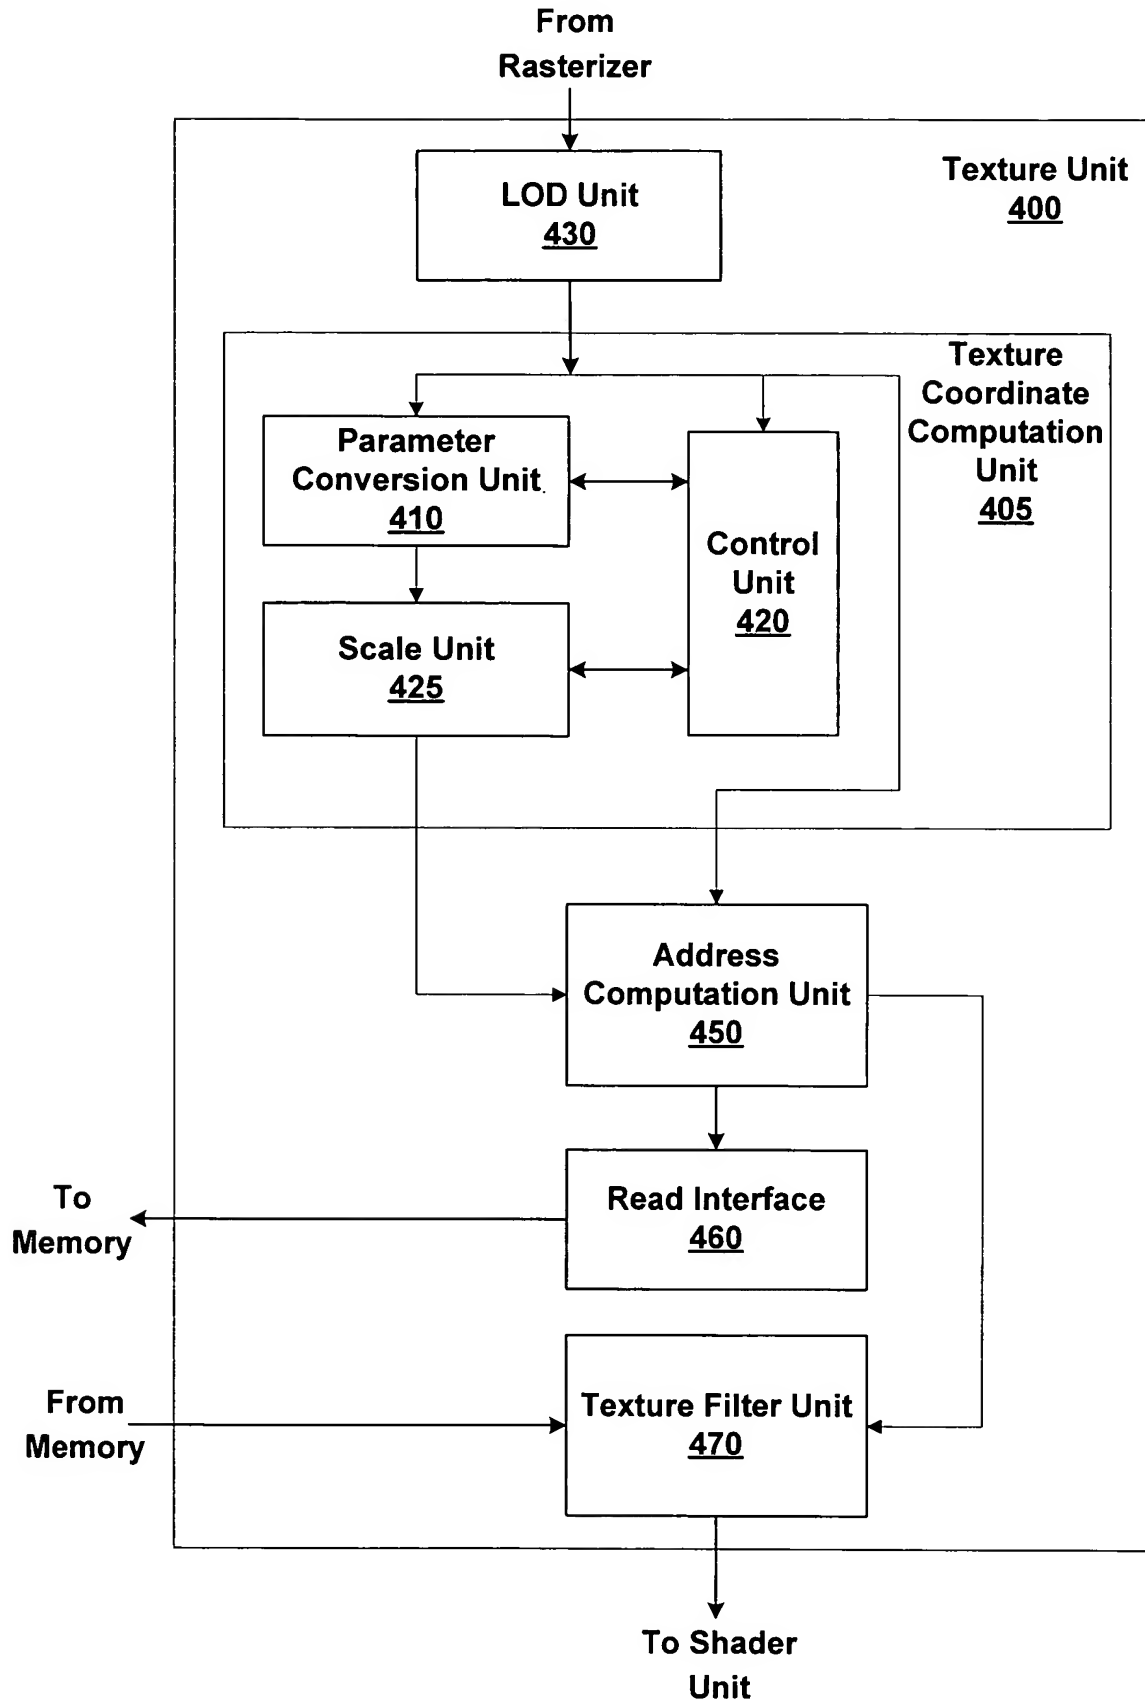 From
Rasterizer
LOD Unit
430
Texture Unit
400
Texture
Coordinate
Computation
Unit
405
Parameter
Conversion Unit
410
Control
Unit
420
Scale Unit
425
Address
Computation Unit
450
To
Memory
Read Interface
460
From
Memory
Texture Filter Unit
470
To Shader
Unit